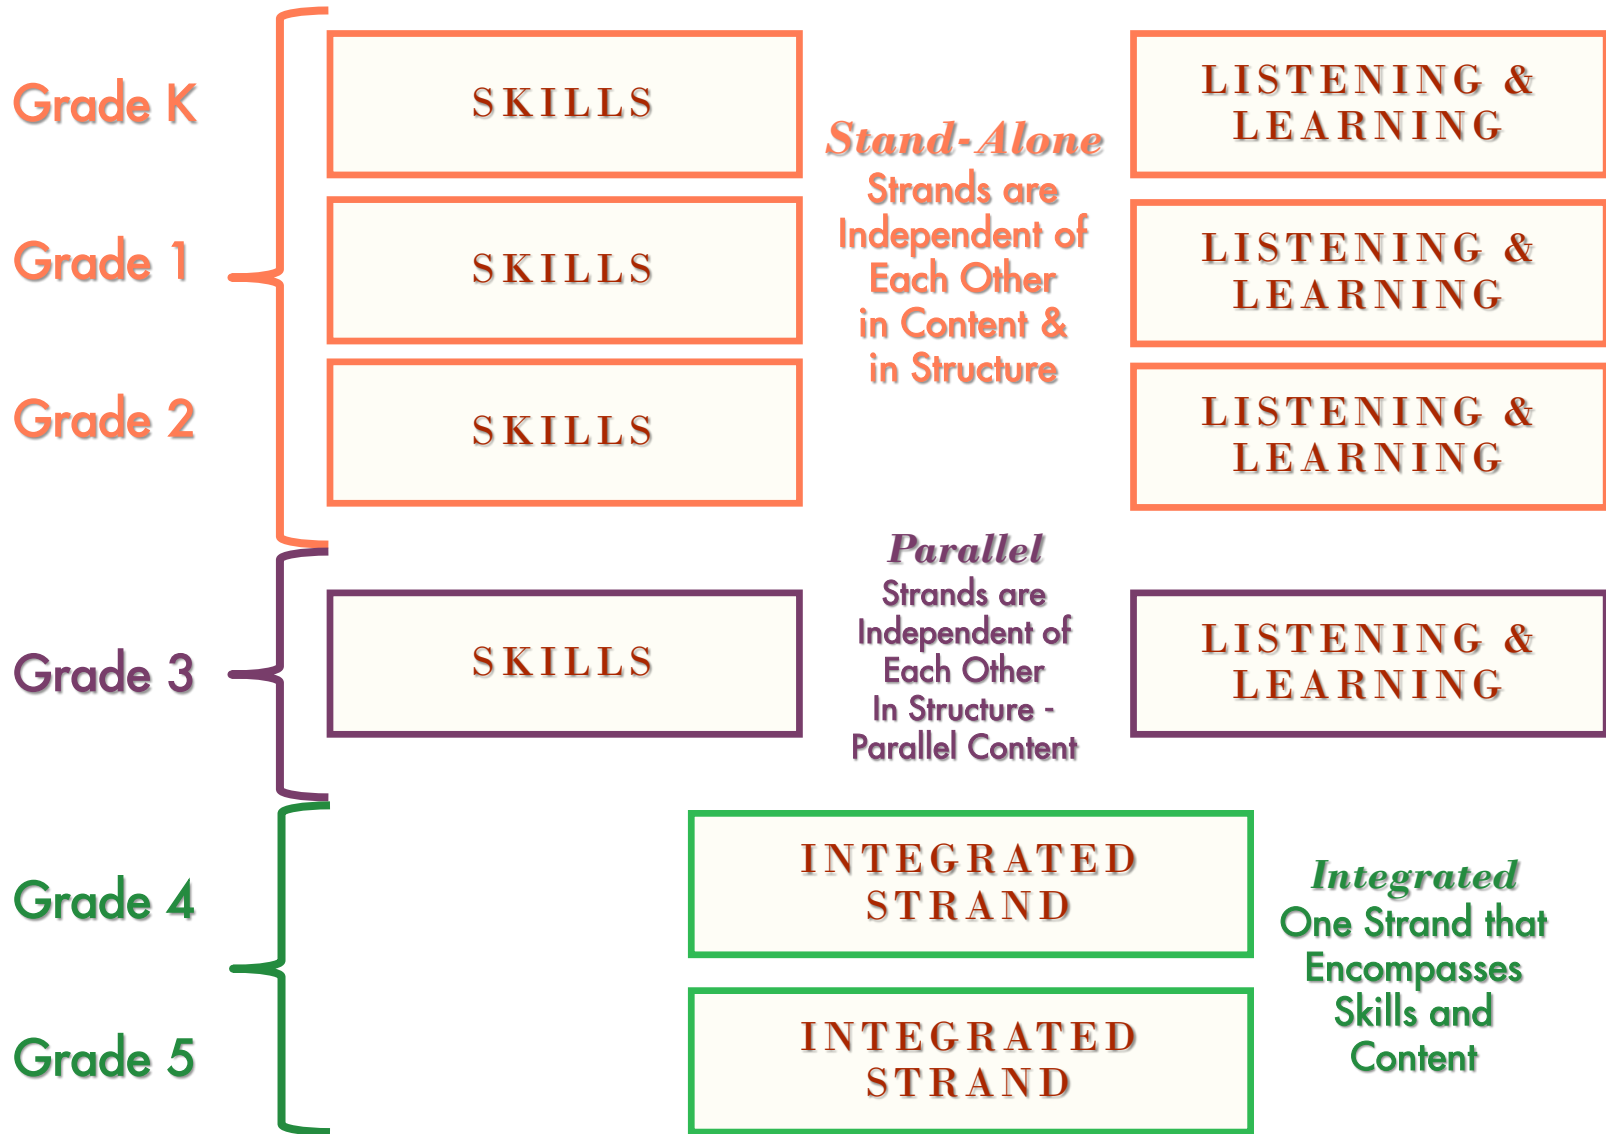 Grade K
SKILLS
LISTENING &
LEARNING
Stand-Alone
Strands are
Independent of
Each Other
in Content &
in Structure
Grade 1
SKILLS
LISTENING &
LEARNING
Grade 2
SKILLS
LISTENING &
LEARNING
Grade 3
SKILLS
Parallel
Strands are
Independent of
Each Other
In Structure -
Parallel Content
LISTENING &
LEARNING
Grade 4
INTEGRATED
STRAND
Integrated
One Strand that
Encompasses
Skills and
Content
Grade 5
INTEGRATED
STRAND